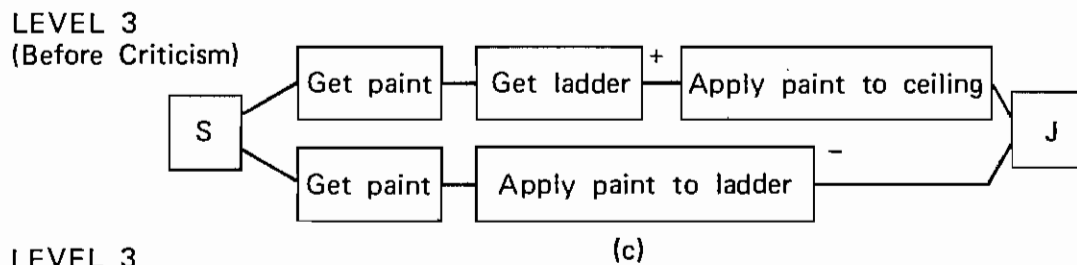 LEVEL 3
(Before Criticism)
Get paint
Get ladder
+
Apply paint to ceiling
S
J
Get paint
Apply paint to ladder
−
(c)
LEVEL 3